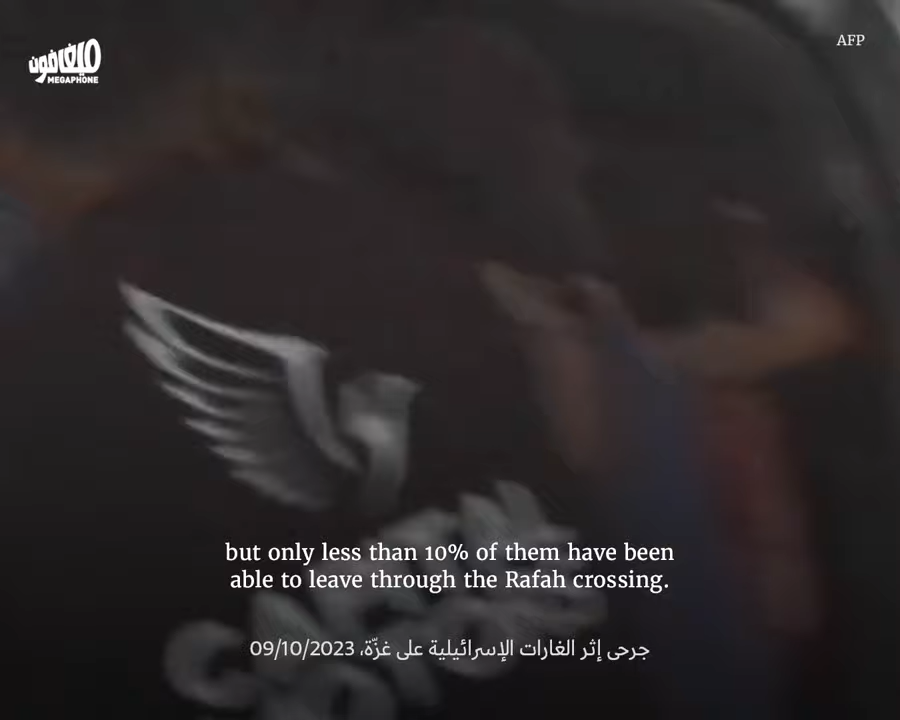 ميغافون
MEGAPHONE
AFP
but only less than 10% of them have been
able to leave through the Rafah crossing.
جرحى إثر الغارات الإسرائيلية على غزّة، 09/10/2023